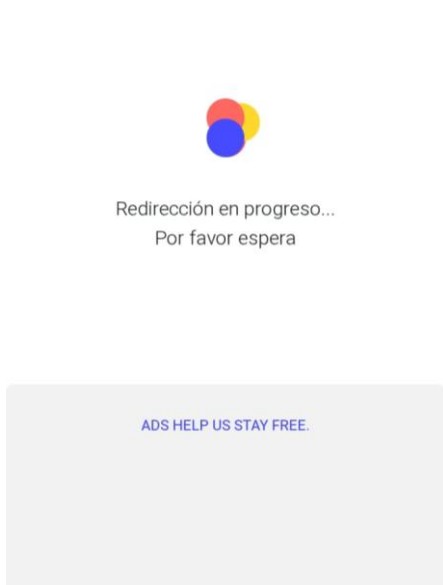 Redirección en progreso...
Por favor espera
ADS HELP US STAY FREE.